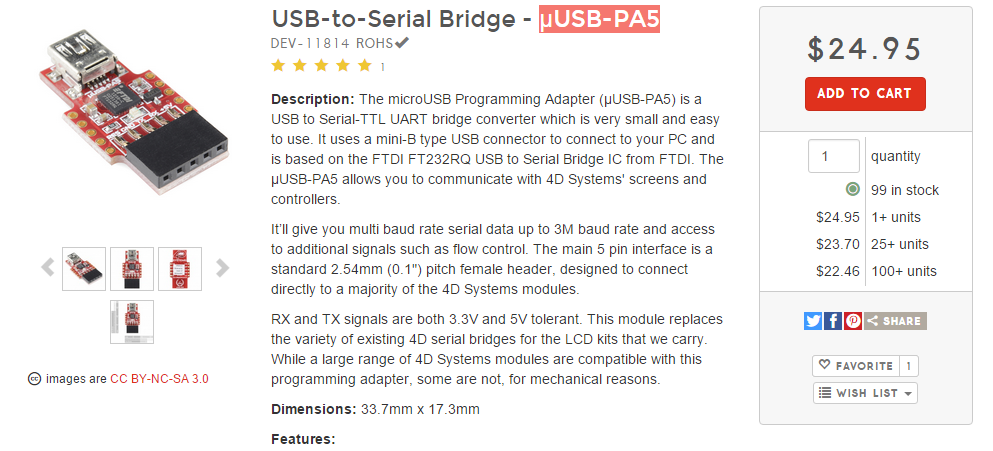 USB-to-Serial Bridge - µUSB-PA5
DEV-11814 ROHS✔
1
Description: The microUSB Programming Adapter (µUSB-PA5) is a
USB to Serial-TTL UART bridge converter which is very small and easy
to use. It uses a mini-B type USB connector to connect to your PC and
is based on the FTDI FT232RQ USB to Serial Bridge IC from FTDI. The
µUSB-PA5 allows you to communicate with 4D Systems' screens and
controllers.
It'll give you multi baud rate serial data up to 3M baud rate and access
to additional signals such as flow control. The main 5 pin interface is a
standard 2.54mm (0.1") pitch female header, designed to connect
directly to a majority of the 4D Systems modules.
RX and TX signals are both 3.3V and 5V tolerant. This module replaces
the variety of existing 4D serial bridges for the LCD kits that we carry.
While a large range of 4D Systems modules are compatible with this
programming adapter, some are not, for mechanical reasons.
Dimensions: 33.7mm x 17.3mm
Features:
cc images are CC BY-NC-SA 3.0
$24.95
ADD TO CART
1 quantity
99 in stock
$24.95 1+ units
$23.70 25+ units
$22.46 100+ units
SHARE
FAVORITE 1
WISH LIST